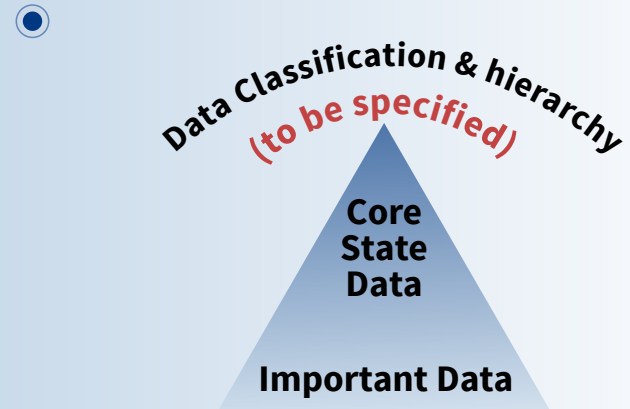 Data Classification & hierarchy
(to be specified)
Core
State
Data
Important Data